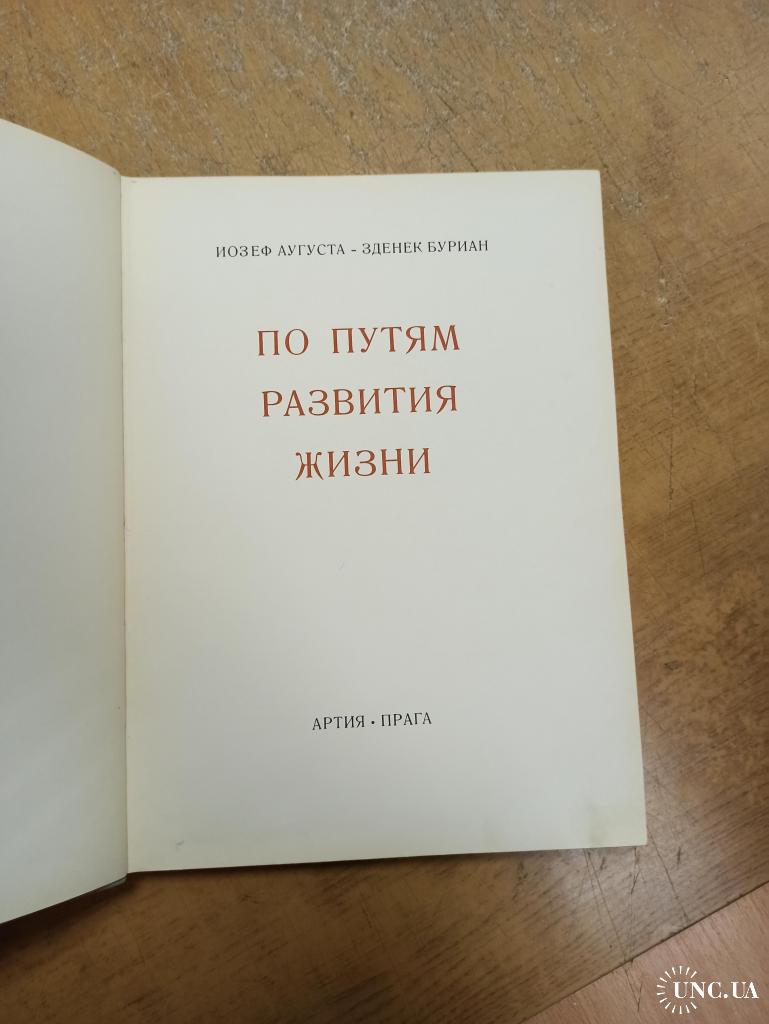 ИОЗЕФ АУГУСТА - ЗДЕНЕК БУРИАН
ПО ПУТЯМ
РАЗВИТИЯ
ЖИЗНИ
АРТИЯ • ПРАГА
UNC.UA